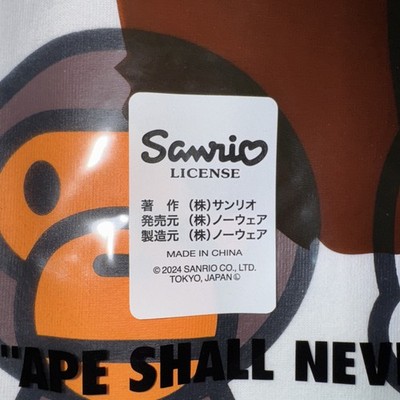 Sanrio
LICENSE
著　作　（株）サンリオ
発売元　（株）ノーウェア
製造元　（株）ノーウェア
MADE IN CHINA
© 2024 SANRIO CO., LTD.
TOKYO, JAPAN Ⓛ
"APE SHALL NEV